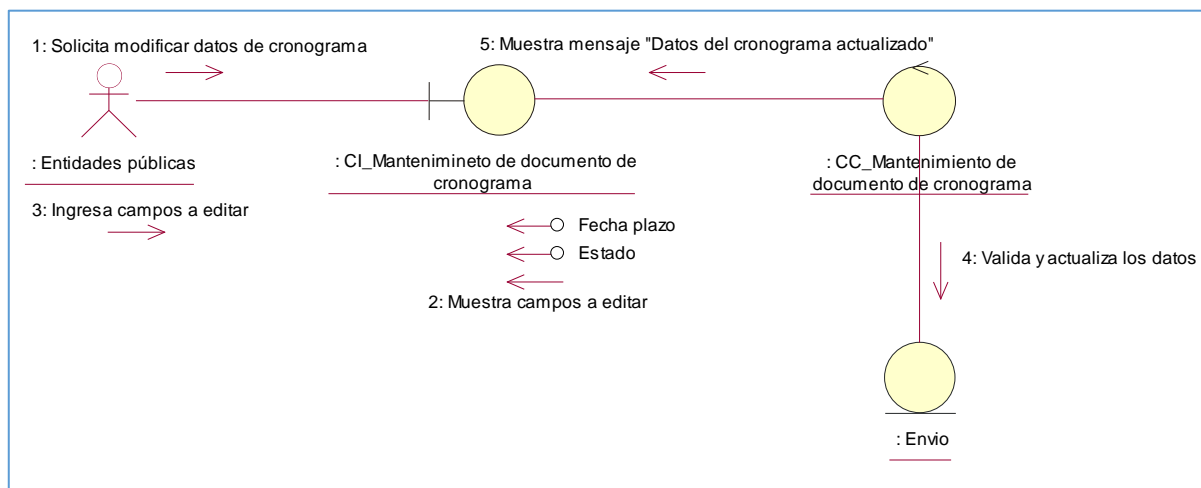 1: Solicita modificar datos de cronograma
5: Muestra mensaje "Datos del cronograma actualizado"
: Entidades públicas
: CI_Mantenimineto de documento de
cronograma
: CC_Mantenimiento de
documento de cronograma
3: Ingresa campos a editar
Fecha plazo
Estado
2: Muestra campos a editar
4: Valida y actualiza los datos
: Envio